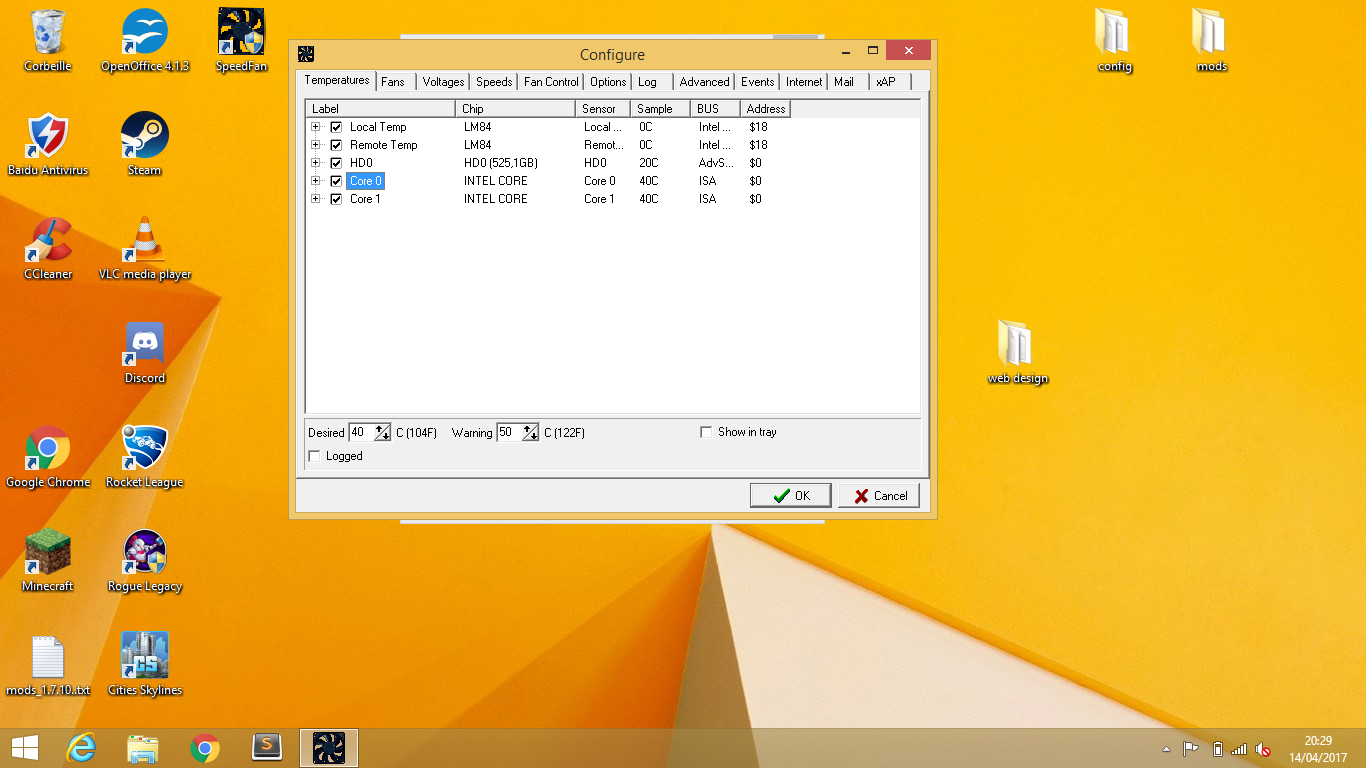 Corbeille
OpenOffice 4.1.3
SpeedFan
Baidu Antivirus
Steam
CCleaner
VLC media player
Discord
Google Chrome
Rocket League
Minecraft
Rogue Legacy
mods_1.7.10..txt
Cities Skylines
CS
config
mods
web design
Configure
Temperatures Fans Voltages Speeds Fan Control Options Log Advanced Events Internet Mail xAP
Label Chip Sensor Sample BUS Address
Local Temp LM84 Local ... 0C Intel ... $18
Remote Temp LM84 Remot... 0C Intel ... $18
HD0 HD0 (525,1GB) HD0 20C AdvS... $0
Core 0 INTEL CORE Core 0 40C ISA $0
Core 1 INTEL CORE Core 1 40C ISA $0
Desired 40 C (104F) Warning 50 C (122F) Show in tray
Logged
OK Cancel
20:29
14/04/2017